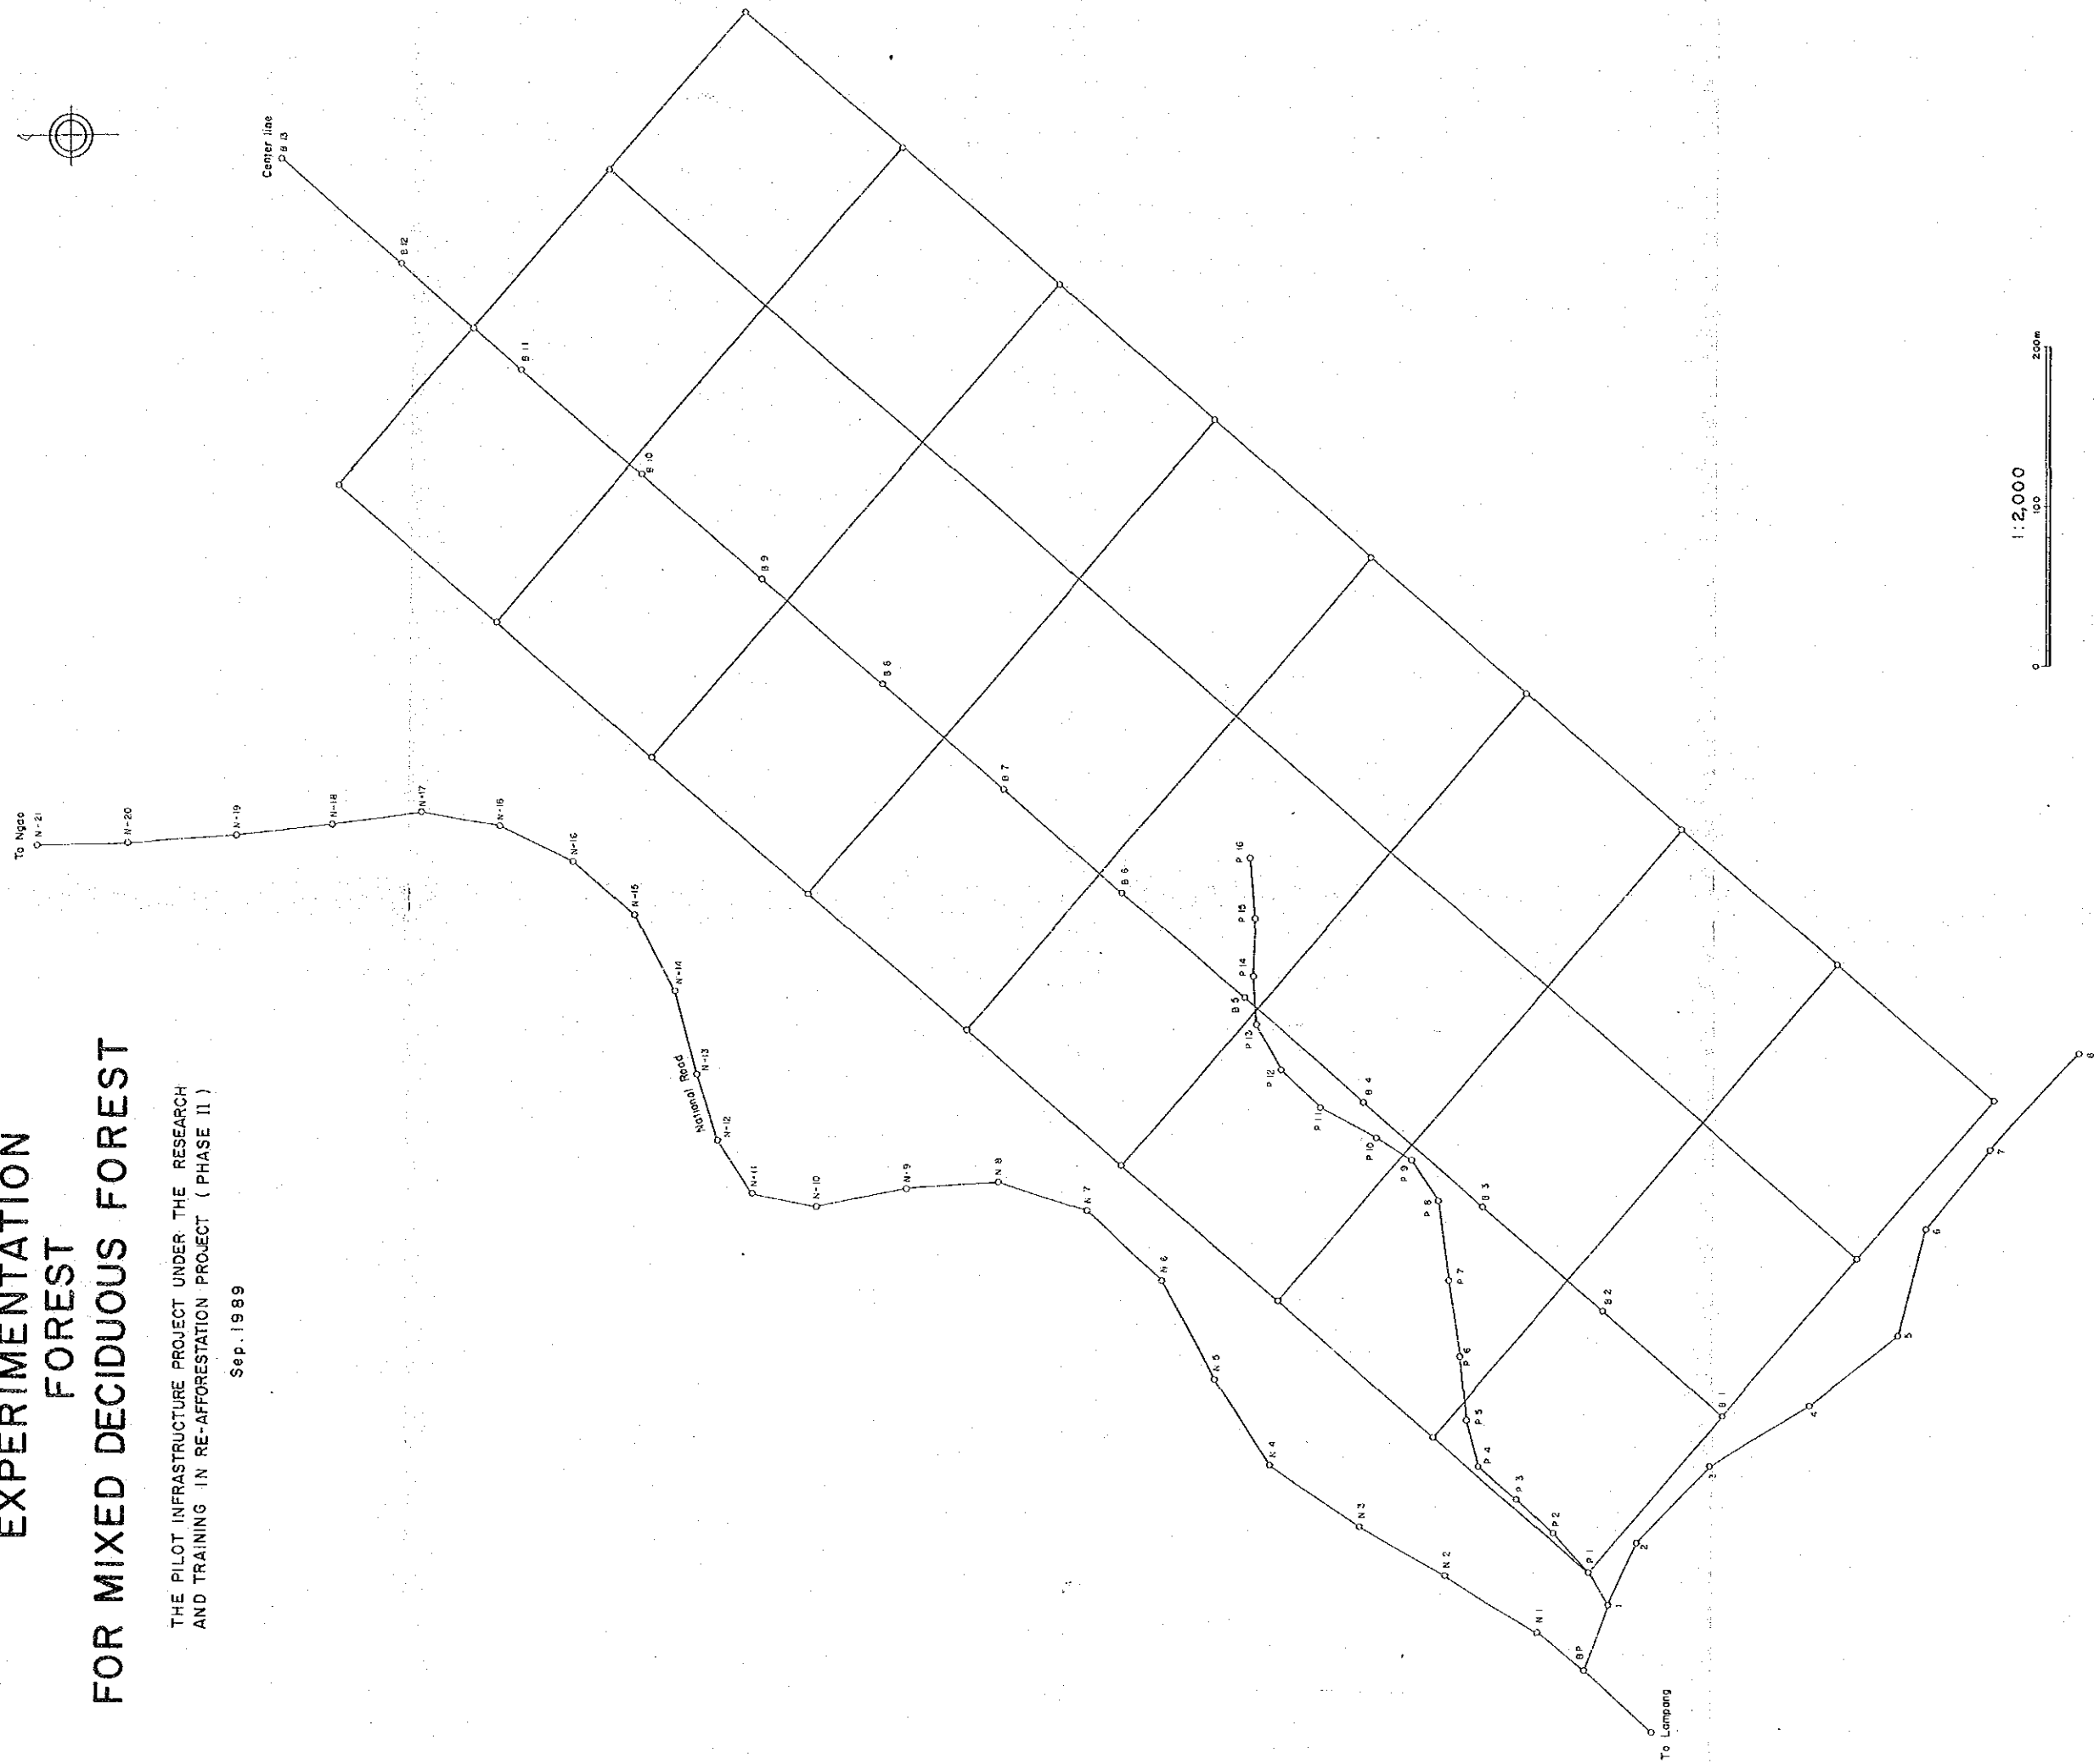 EXPERIMENTATION
FOREST
FOR MIXED DECIDUOUS FOREST
THE PILOT INFRASTRUCTURE PROJECT UNDER THE RESEARCH
AND TRAINING IN RE-AFFORESTATION PROJECT ( PHASE II )
Sep. 1989
To Ngao
N-21
N-20
N-19
N-18
N-17
N-16
N-16
N-15
N-14
N-13
National Road
N-12
N-11
N-10
N-9
N 8
N 7
N 6
N 5
N 4
N 3
N 2
N 1
BP
To Lampang
Center line
B 13
B 12
B 11
B 10
B 9
B 8
B 7
B 6
B 5
B 4
B 3
B 2
B 1
P 16
P 15
P 14
P 13
P 12
P 11
P 10
P 9
P 8
P 7
P 6
P 5
P 4
P 3
P 2
P 1
1
2
3
4
5
6
7
8
1:2,000
0 100 200m